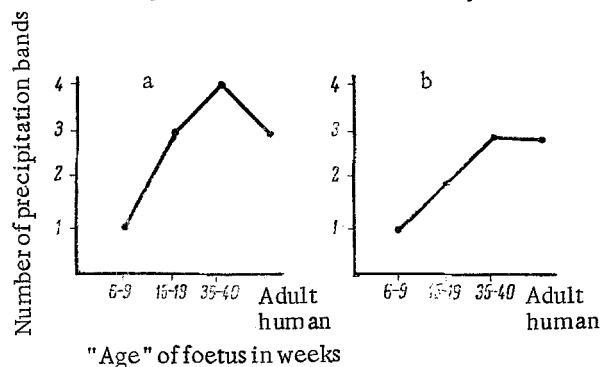 Number of precipitation bands
a
4
3
2
1
6-9 35-40 Adult
human
b
4
3
2
1
6-9 35-40 Adult
human
"Age" of foetus in weeks